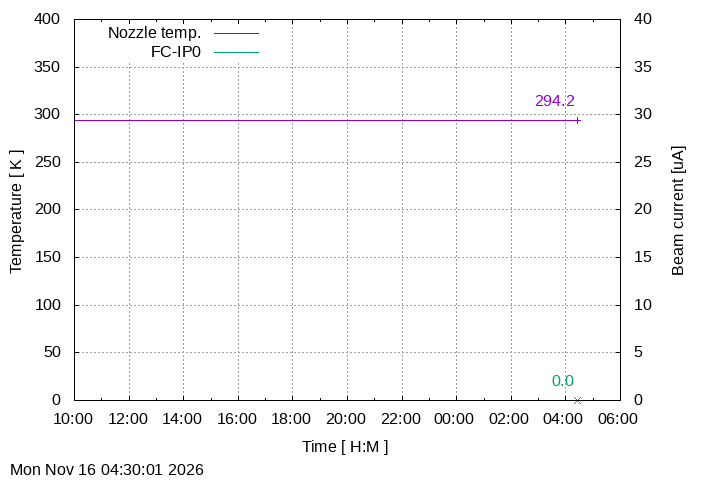 400
350
300
250
200
150
100
50
0
40
35
30
25
20
15
10
5
0
Nozzle temp.
FC-IP0
294.2
0.0
Temperature [ K ]
Beam current [uA]
10:00 12:00 14:00 16:00 18:00 20:00 22:00 00:00 02:00 04:00 06:00
Time [ H:M ]
Mon Nov 16 04:30:01 2026